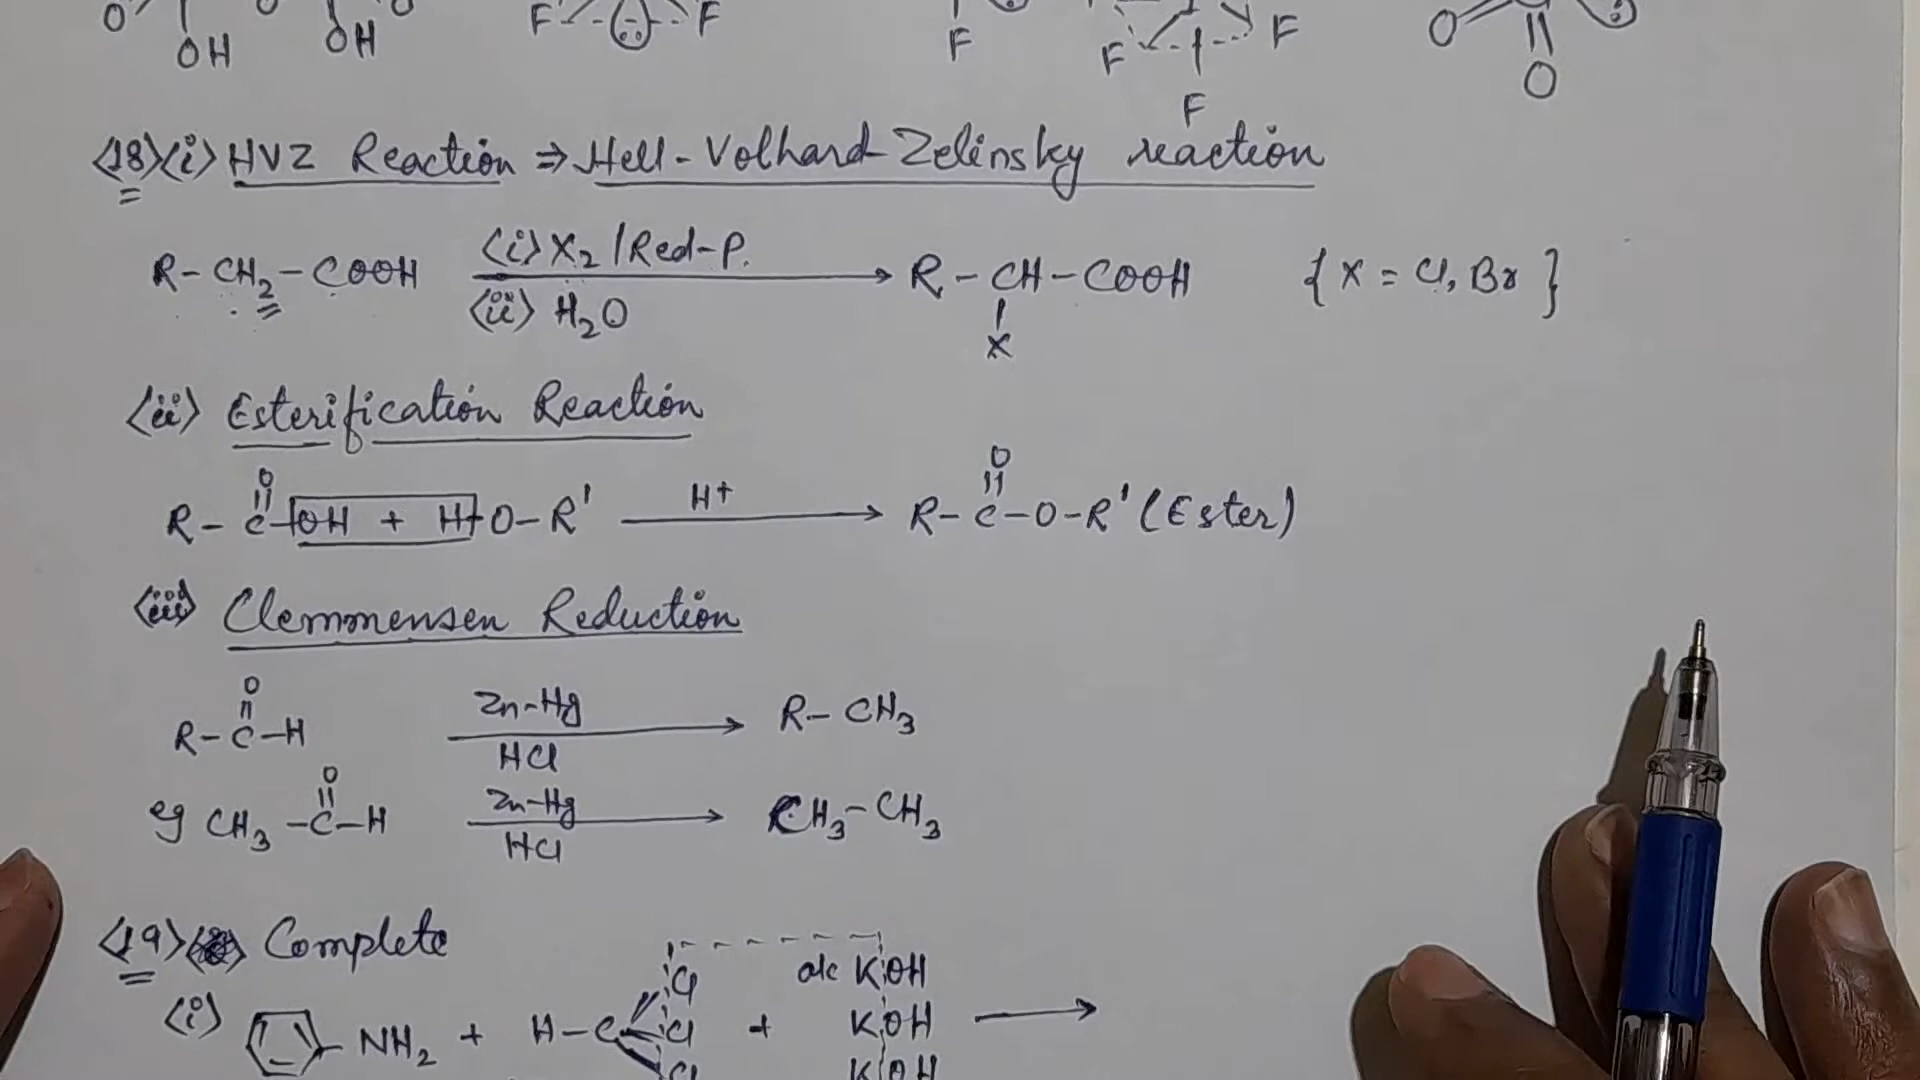 O OH O OH O F F F F F F O O
<18><i> HVZ Reaction ⇒ Hell-Volhard-Zelinsky reaction
R-CH₂-COOH <i> X₂ / Red-P. <ii> H₂O → R-CH-COOH { X = Cl, Br }
X
<ii> Esterification Reaction
O O
R-C-OH + H-O-R' H⁺ → R-C-O-R' (Ester)
<iii> Clemmensen Reduction
O
R-C-H Zn-Hg HCl → R-CH₃
O
eg CH₃-C-H Zn-Hg HCl → CH₃-CH₃
<19> Complete
Cl alc KOH
<i> NH₂ + H-C Cl + KOH →
Cl KOH